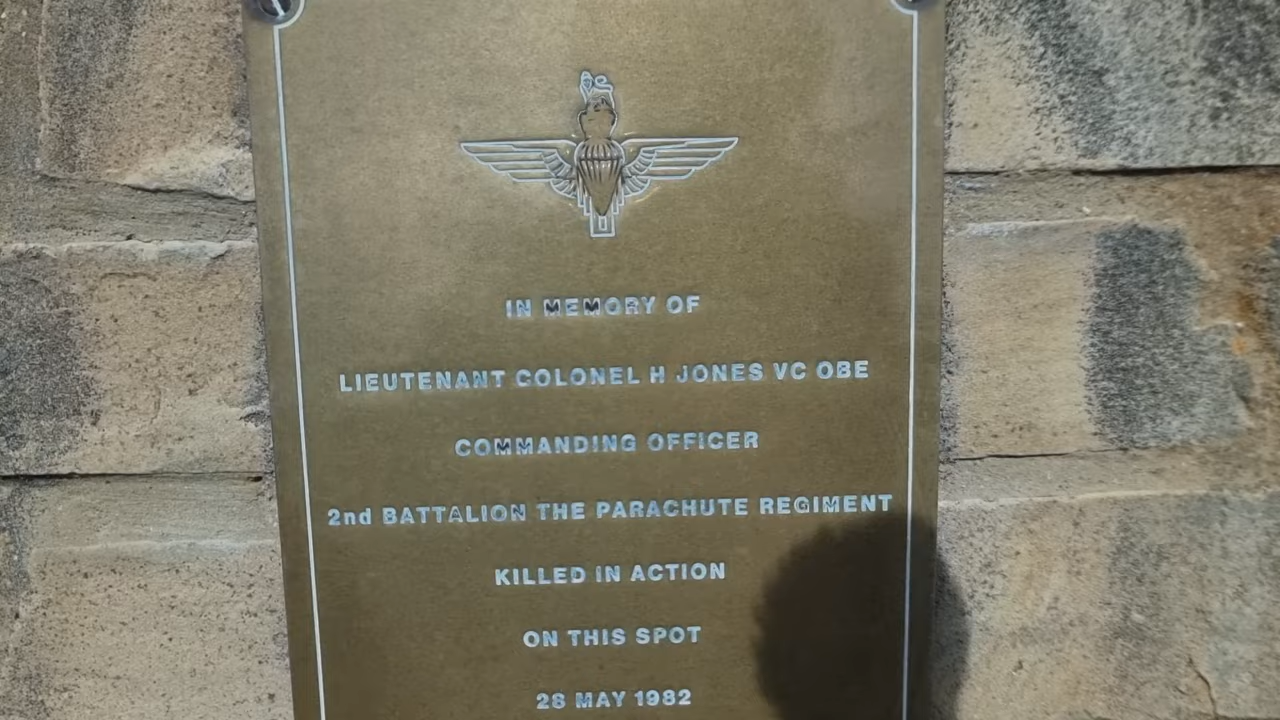 IN MEMORY OF
LIEUTENANT COLONEL H JONES VC OBE
COMMANDING OFFICER
2nd BATTALION THE PARACHUTE REGIMENT
KILLED IN ACTION
ON THIS SPOT
28 MAY 1982